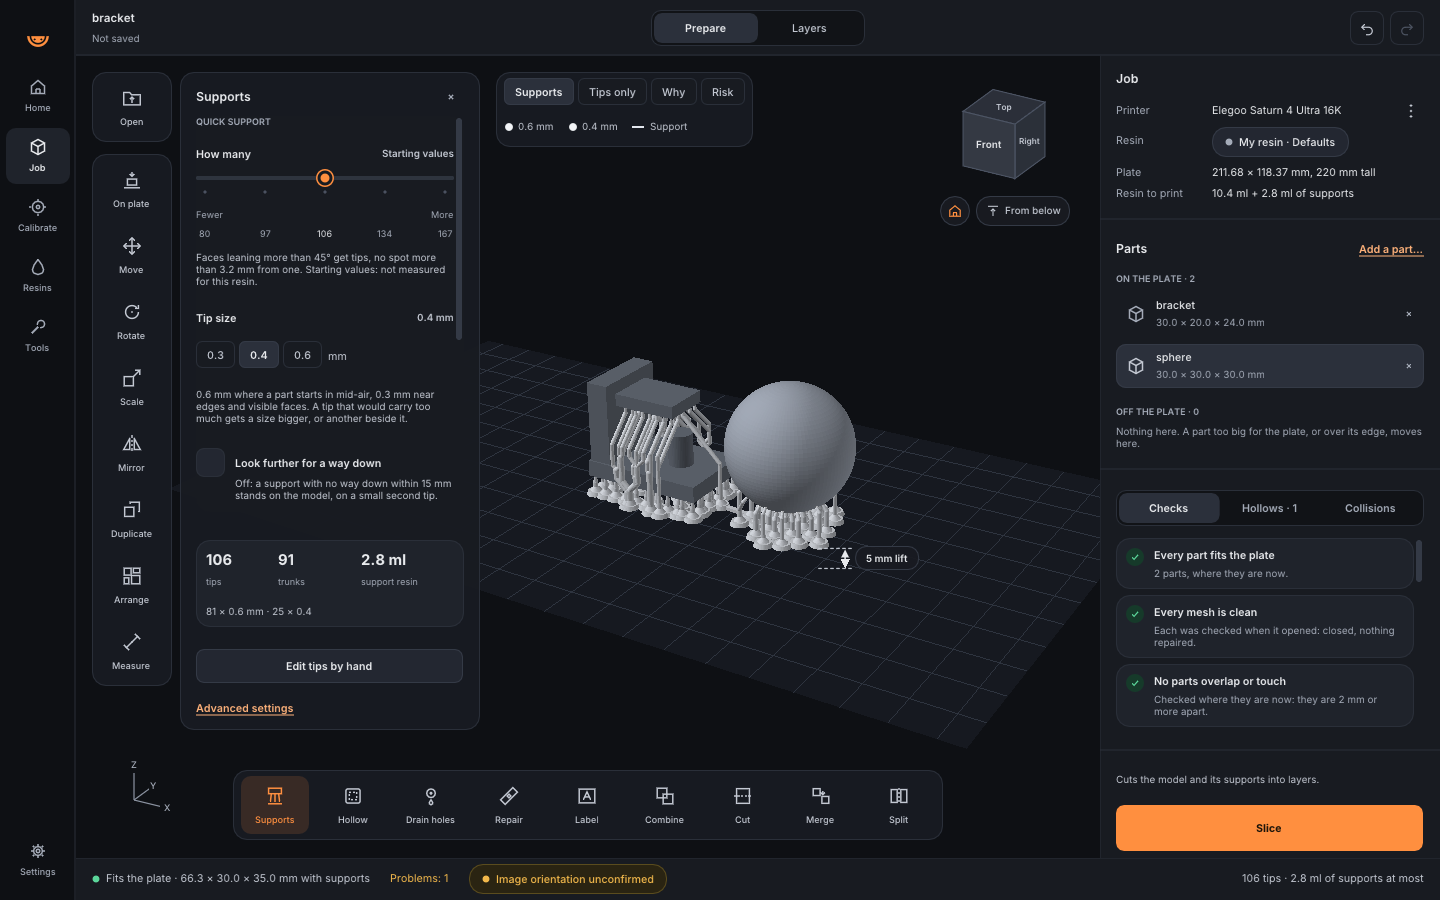 bracket
Not saved
Prepare
Layers
Home
Job
Calibrate
Resins
Tools
Settings
Open
On plate
Move
Rotate
Scale
Mirror
Duplicate
Arrange
Measure
Supports
×
QUICK SUPPORT
How many
Starting values
Fewer
More
80 97 106 134 167
Faces leaning more than 45° get tips, no spot more
than 3.2 mm from one. Starting values: not measured
for this resin.
Tip size
0.4 mm
0.3 0.4 0.6 mm
0.6 mm where a part starts in mid-air, 0.3 mm near
edges and visible faces. A tip that would carry too
much gets a size bigger, or another beside it.
Look further for a way down
Off: a support with no way down within 15 mm
stands on the model, on a small second tip.
106 91 2.8 ml
tips trunks support resin
81 × 0.6 mm · 25 × 0.4
Edit tips by hand
Advanced settings
Supports Tips only Why Risk
0.6 mm 0.4 mm Support
Top
Front
Right
From below
5 mm lift
Z
Y
X
Supports
Hollow
Drain holes
Repair
Label
Combine
Cut
Merge
Split
Job
Printer Elegoo Saturn 4 Ultra 16K
Resin My resin · Defaults
Plate 211.68 × 118.37 mm, 220 mm tall
Resin to print 10.4 ml + 2.8 ml of supports
Parts
Add a part...
ON THE PLATE · 2
bracket
30.0 × 20.0 × 24.0 mm
×
sphere
30.0 × 30.0 × 30.0 mm
×
OFF THE PLATE · 0
Nothing here. A part too big for the plate, or over its edge, moves
here.
Checks Hollows · 1 Collisions
Every part fits the plate
2 parts, where they are now.
Every mesh is clean
Each was checked when it opened: closed, nothing
repaired.
No parts overlap or touch
Checked where they are now: they are 2 mm or
more apart.
Cuts the model and its supports into layers.
Slice
Fits the plate · 66.3 × 30.0 × 35.0 mm with supports
Problems: 1
Image orientation unconfirmed
106 tips · 2.8 ml of supports at most